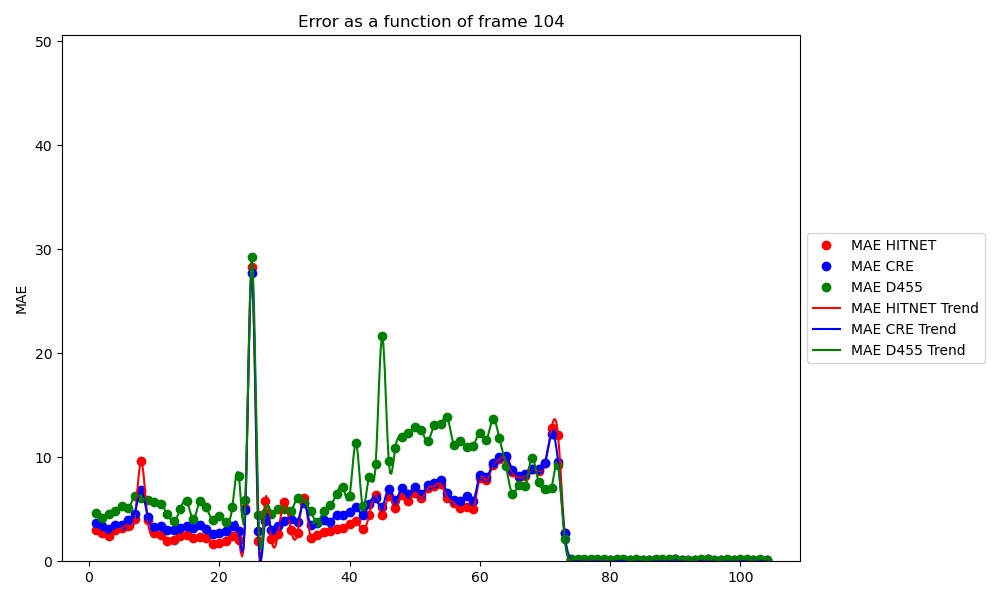 Error as a function of frame 104
MAE
50
40
30
20
10
0
0 20 40 60 80 100
MAE HITNET
MAE CRE
MAE D455
MAE HITNET Trend
MAE CRE Trend
MAE D455 Trend